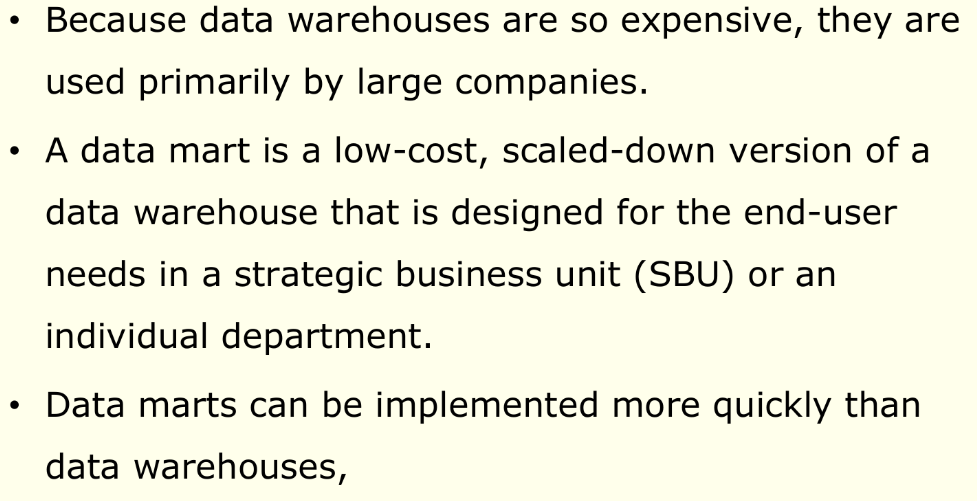 • Because data warehouses are so expensive, they are
used primarily by large companies.
• A data mart is a low-cost, scaled-down version of a
data warehouse that is designed for the end-user
needs in a strategic business unit (SBU) or an
individual department.
• Data marts can be implemented more quickly than
data warehouses,